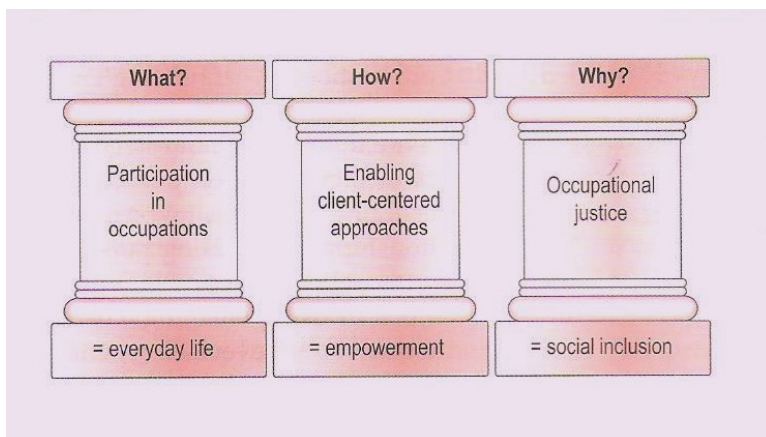 What?
Participation
in
occupations
= everyday life
How?
Enabling
client-centered
approaches
= empowerment
Why?
Occupational
justice
= social inclusion